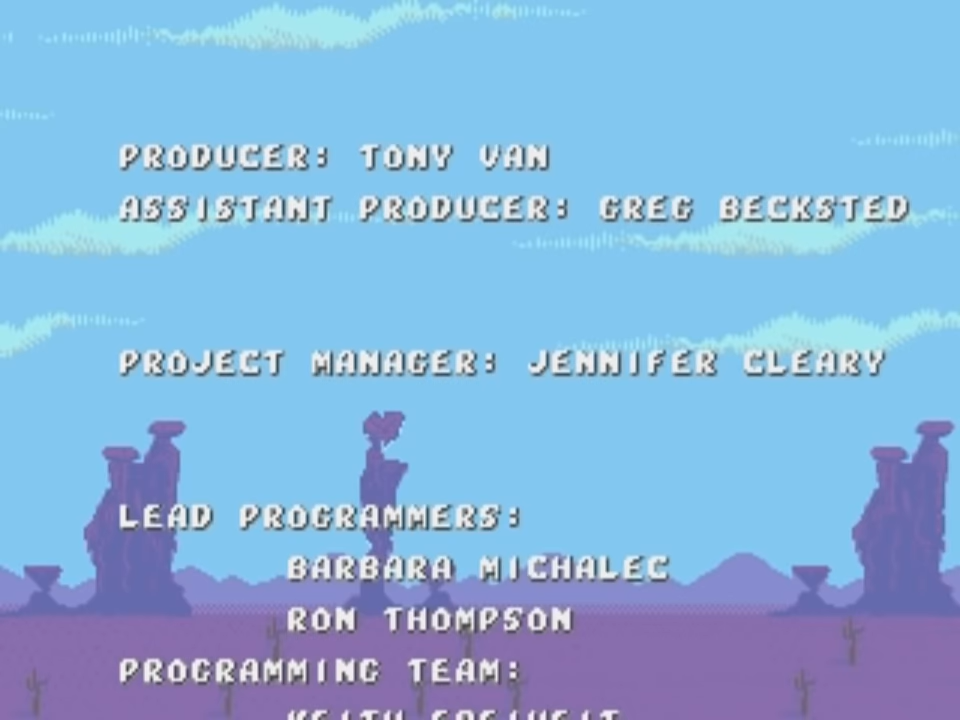 PRODUCER: TONY VAN
ASSISTANT PRODUCER: GREG BECKSTED
PROJECT MANAGER: JENNIFER CLEARY
LEAD PROGRAMMERS:
BARBARA MICHALEC
RON THOMPSON
PROGRAMMING TEAM:
KEITH